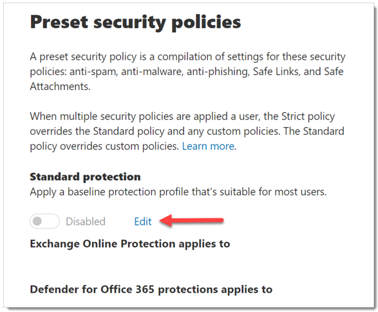 Preset security policies
A preset security policy is a compilation of settings for these security
policies: anti-spam, anti-malware, anti-phishing, Safe Links, and Safe
Attachments.
When multiple security policies are applied a user, the Strict policy
overrides the Standard policy and any custom policies. The Standard
policy overrides custom policies. Learn more.
Standard protection
Apply a baseline protection profile that's suitable for most users.
Disabled Edit
Exchange Online Protection applies to
Defender for Office 365 protections applies to